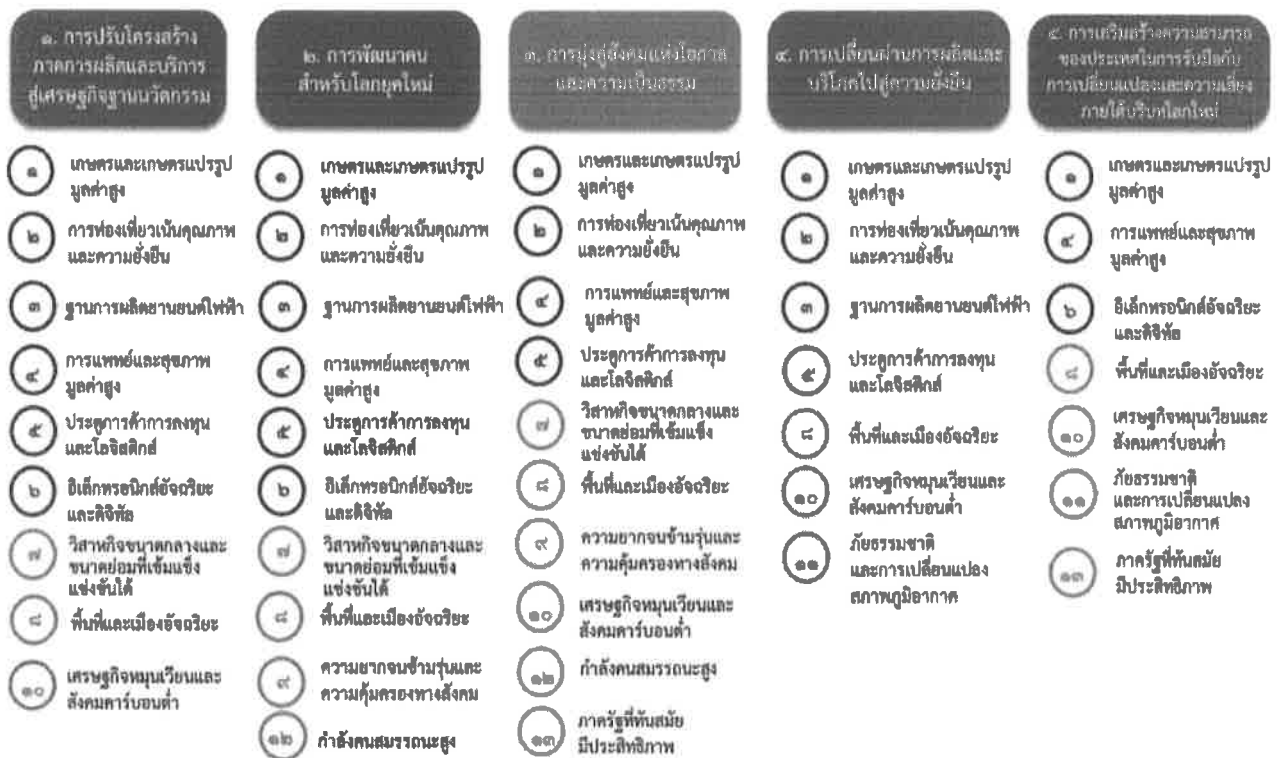 ๑. การปรับโครงสร้าง
ภาคการผลิตและบริการ
สู่เศรษฐกิจฐานนวัตกรรม
๑ เกษตรและเกษตรแปรรูป
มูลค่าสูง
๒ การท่องเที่ยวเน้นคุณภาพ
และความยั่งยืน
๓ ฐานการผลิตยานยนต์ไฟฟ้า
๔ การแพทย์และสุขภาพ
มูลค่าสูง
๕ ประตูการค้าการลงทุน
และโลจิสติกส์
๖ อิเล็กทรอนิกส์อัจฉริยะ
และดิจิทัล
๗ วิสาหกิจขนาดกลางและ
ขนาดย่อมที่เข้มแข็ง
แข่งขันได้
๘ พื้นที่และเมืองอัจฉริยะ
๑๐ เศรษฐกิจหมุนเวียนและ
สังคมคาร์บอนต่ำ
๒. การพัฒนาคน
สำหรับโลกยุคใหม่
๑ เกษตรและเกษตรแปรรูป
มูลค่าสูง
๒ การท่องเที่ยวเน้นคุณภาพ
และความยั่งยืน
๓ ฐานการผลิตยานยนต์ไฟฟ้า
๔ การแพทย์และสุขภาพ
มูลค่าสูง
๕ ประตูการค้าการลงทุน
และโลจิสติกส์
๖ อิเล็กทรอนิกส์อัจฉริยะ
และดิจิทัล
๗ วิสาหกิจขนาดกลางและ
ขนาดย่อมที่เข้มแข็ง
แข่งขันได้
๘ พื้นที่และเมืองอัจฉริยะ
๙ ความยากจนข้ามรุ่นและ
ความคุ้มครองทางสังคม
๑๒ กำลังคนสมรรถนะสูง
๓. การมุ่งสู่สังคมแห่งโอกาส
และความเป็นธรรม
๑ เกษตรและเกษตรแปรรูป
มูลค่าสูง
๒ การท่องเที่ยวเน้นคุณภาพ
และความยั่งยืน
๔ การแพทย์และสุขภาพ
มูลค่าสูง
๕ ประตูการค้าการลงทุน
และโลจิสติกส์
๗ วิสาหกิจขนาดกลางและ
ขนาดย่อมที่เข้มแข็ง
แข่งขันได้
๘ พื้นที่และเมืองอัจฉริยะ
๙ ความยากจนข้ามรุ่นและ
ความคุ้มครองทางสังคม
๑๐ เศรษฐกิจหมุนเวียนและ
สังคมคาร์บอนต่ำ
๑๒ กำลังคนสมรรถนะสูง
๑๓ ภาครัฐที่ทันสมัย
มีประสิทธิภาพ
๔. การเปลี่ยนผ่านการผลิตและ
บริโภคไปสู่ความยั่งยืน
๑ เกษตรและเกษตรแปรรูป
มูลค่าสูง
๒ การท่องเที่ยวเน้นคุณภาพ
และความยั่งยืน
๓ ฐานการผลิตยานยนต์ไฟฟ้า
๕ ประตูการค้าการลงทุน
และโลจิสติกส์
๘ พื้นที่และเมืองอัจฉริยะ
๑๐ เศรษฐกิจหมุนเวียนและ
สังคมคาร์บอนต่ำ
๑๑ ภัยธรรมชาติ
และการเปลี่ยนแปลง
สภาพภูมิอากาศ
๕. การเสริมสร้างความสามารถ
ของประเทศในการรับมือกับ
การเปลี่ยนแปลงและความเสี่ยง
ภายใต้บริบทโลกใหม่
๑ เกษตรและเกษตรแปรรูป
มูลค่าสูง
๔ การแพทย์และสุขภาพ
มูลค่าสูง
๖ อิเล็กทรอนิกส์อัจฉริยะ
และดิจิทัล
๘ พื้นที่และเมืองอัจฉริยะ
๑๐ เศรษฐกิจหมุนเวียนและ
สังคมคาร์บอนต่ำ
๑๑ ภัยธรรมชาติ
และการเปลี่ยนแปลง
สภาพภูมิอากาศ
๑๓ ภาครัฐที่ทันสมัย
มีประสิทธิภาพ